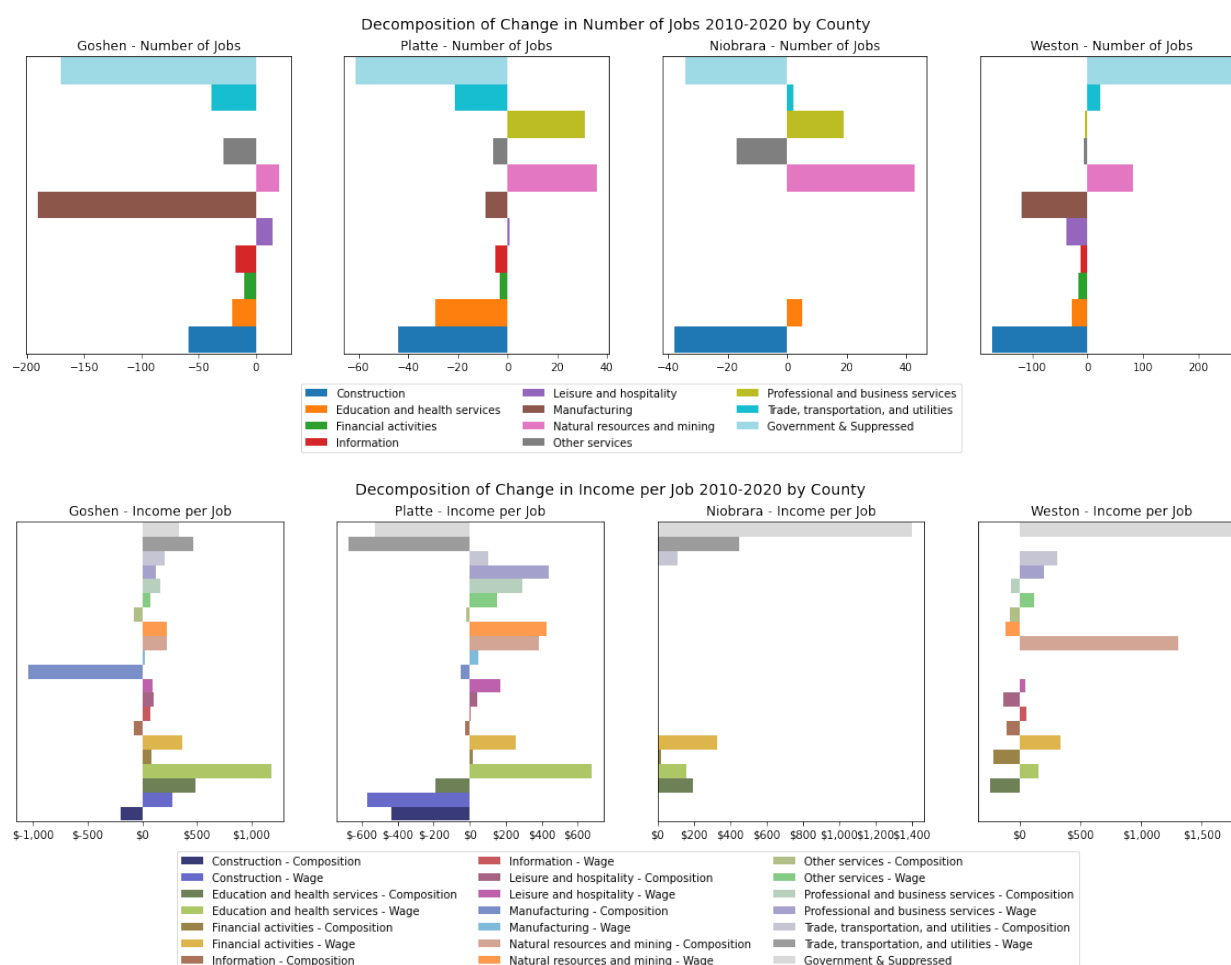 Decomposition of Change in Number of Jobs 2010-2020 by County
Goshen - Number of Jobs
Platte - Number of Jobs
Niobrara - Number of Jobs
Weston - Number of Jobs
−200 −150 −100 −50 0
−60 −40 −20 0 20 40
−40 −20 0 20 40
−100 0 100 200
Construction
Education and health services
Financial activities
Information
Leisure and hospitality
Manufacturing
Natural resources and mining
Other services
Professional and business services
Trade, transportation, and utilities
Government & Suppressed
Decomposition of Change in Income per Job 2010-2020 by County
Goshen - Income per Job
Platte - Income per Job
Niobrara - Income per Job
Weston - Income per Job
$-1,000 $-500 $0 $500 $1,000
$-600 $-400 $-200 $0 $200 $400 $600
$0 $200 $400 $600 $800 $1,000 $1,200 $1,400
$0 $500 $1,000 $1,500
Construction - Composition
Construction - Wage
Education and health services - Composition
Education and health services - Wage
Financial activities - Composition
Financial activities - Wage
Information - Composition
Information - Wage
Leisure and hospitality - Composition
Leisure and hospitality - Wage
Manufacturing - Composition
Manufacturing - Wage
Natural resources and mining - Composition
Natural resources and mining - Wage
Other services - Composition
Other services - Wage
Professional and business services - Composition
Professional and business services - Wage
Trade, transportation, and utilities - Composition
Trade, transportation, and utilities - Wage
Government & Suppressed